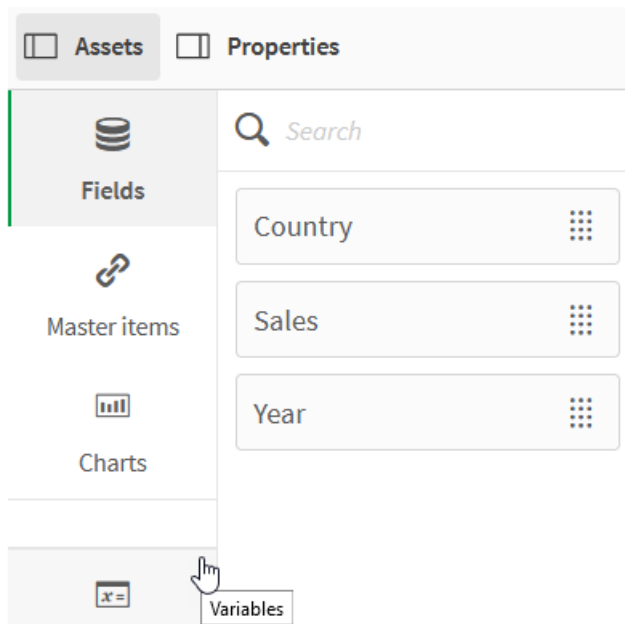 Assets
Properties
Fields
Search
Country
Master items
Sales
Charts
Year
x=
Variables